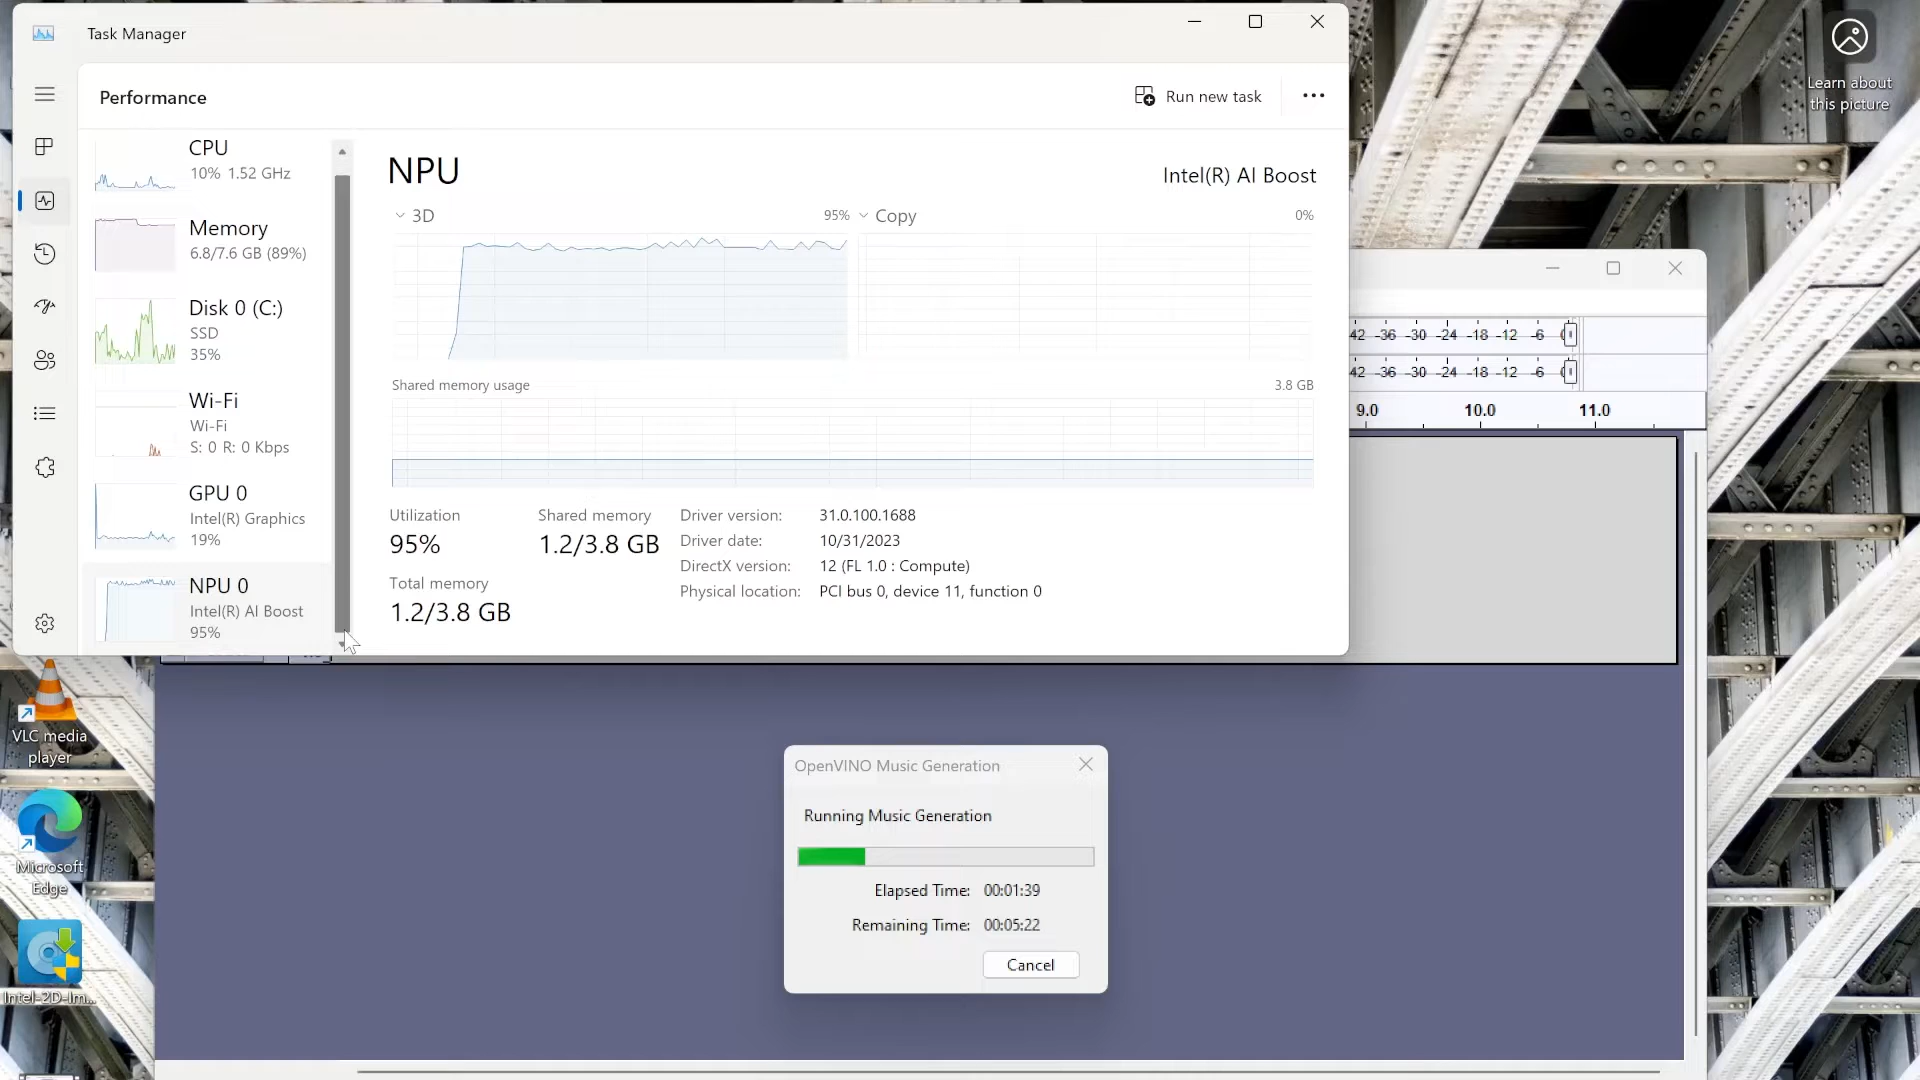 Task Manager
Performance
Run new task
CPU
10% 1.52 GHz
Memory
6.8/7.6 GB (89%)
Disk 0 (C:)
SSD
35%
Wi-Fi
Wi-Fi
S: 0 R: 0 Kbps
GPU 0
Intel(R) Graphics
19%
NPU 0
Intel(R) AI Boost
95%
NPU
Intel(R) AI Boost
3D 95%
Copy 0%
Shared memory usage 3.8 GB
Utilization
95%
Shared memory
1.2/3.8 GB
Total memory
1.2/3.8 GB
Driver version: 31.0.100.1688
Driver date: 10/31/2023
DirectX version: 12 (FL 1.0 : Compute)
Physical location: PCI bus 0, device 11, function 0
Learn about
this picture
42 -36 -30 -24 -18 -12 -6
42 -36 -30 -24 -18 -12 -6
9.0 10.0 11.0
VLC media
player
Microsoft
Edge
Intel-2D-Im...
OpenVINO Music Generation
Running Music Generation
Elapsed Time: 00:01:39
Remaining Time: 00:05:22
Cancel